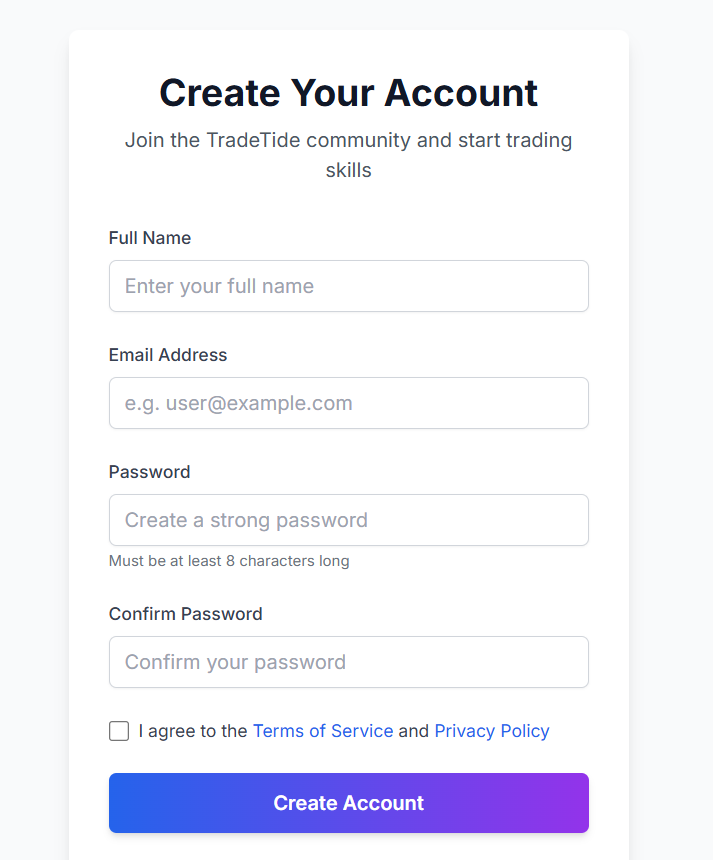 Create Your Account
Join the TradeTide community and start trading
skills
Full Name
Enter your full name
Email Address
e.g. user@example.com
Password
Create a strong password
Must be at least 8 characters long
Confirm Password
Confirm your password
I agree to the Terms of Service and Privacy Policy
Create Account